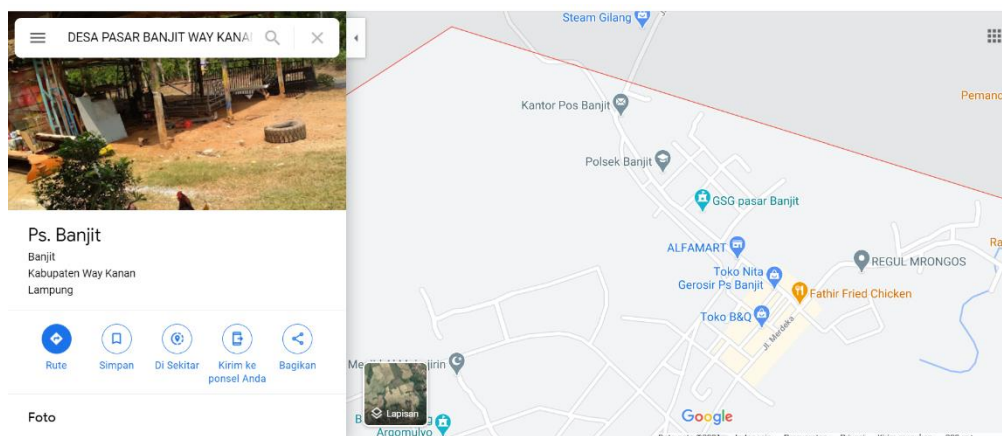 DESA PASAR BANJIT WAY KANA
Ps. Banjit
Banjit
Kabupaten Way Kanan
Lampung
Rute
Simpan
Di Sekitar
Kirim ke
ponsel Anda
Bagikan
Foto
Steam Gilang
Kantor Pos Banjit
Polsek Banjit
GSG pasar Banjit
ALFAMART
REGUL MRONGOS
Toko Nita
Gerosir Ps Banjit
Fathir Fried Chicken
Toko B&Q
Jl. Merdeka
Lapisan
Argomulyo
Google